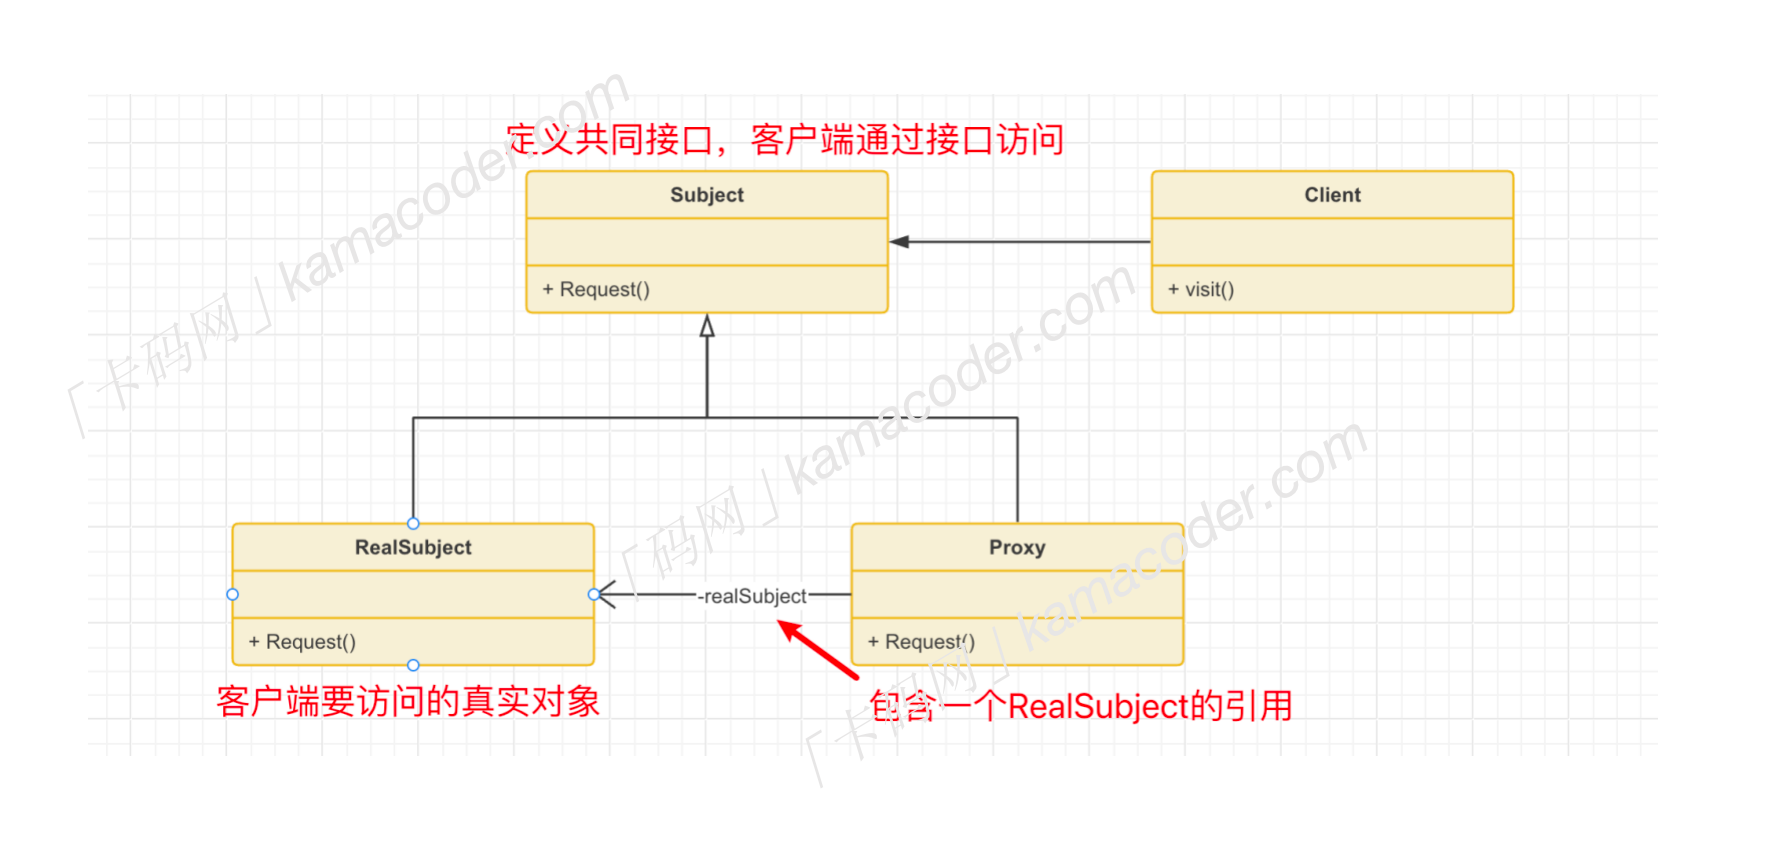 定义共同接口，客户端通过接口访问
Subject
Client
+ Request()
+ visit()
RealSubject
Proxy
-realSubject
+ Request()
+ Request()
客户端要访问的真实对象
包含一个RealSubject的引用
「卡码网」kamacoder.com
「码网」kamacoder.com
「卡码网」kamacoder.com